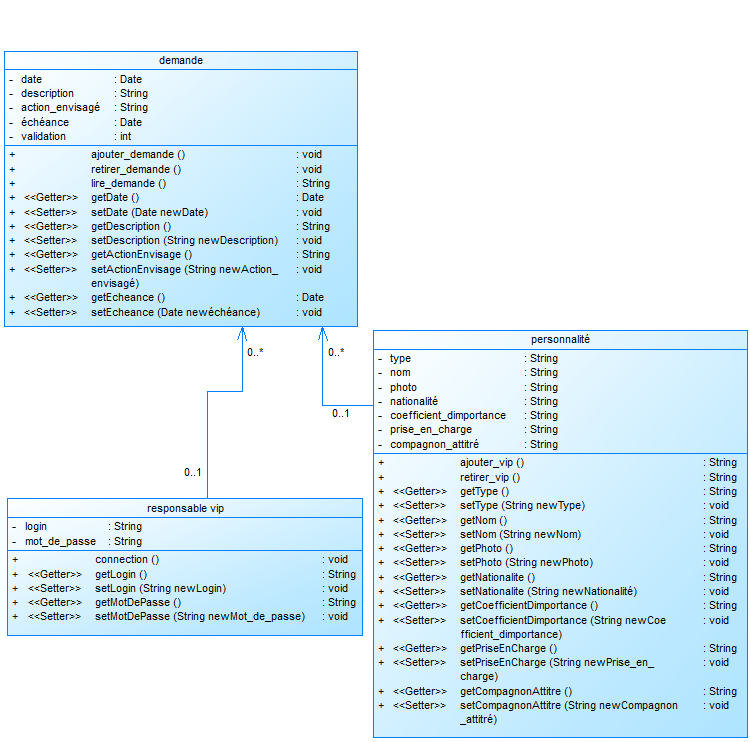 demande
- date : Date
- description : String
- action_envisagé : String
- échéance : Date
- validation : int
+ ajouter_demande () : void
+ retirer_demande () : void
+ lire_demande () : String
+ <<Getter>> getDate () : Date
+ <<Setter>> setDate (Date newDate) : void
+ <<Getter>> getDescription () : String
+ <<Setter>> setDescription (String newDescription) : void
+ <<Getter>> getActionEnvisage () : String
+ <<Setter>> setActionEnvisage (String newAction_ : void
envisagé)
+ <<Getter>> getEcheance () : Date
+ <<Setter>> setEcheance (Date newéchéance) : void
0..*
0..*
0..1
0..1
personnalité
- type : String
- nom : String
- photo : String
- nationalité : String
- coefficient_dimportance : String
- prise_en_charge : String
- compagnon_attitré : String
+ ajouter_vip () : String
+ retirer_vip () : String
+ <<Getter>> getType () : String
+ <<Setter>> setType (String newType) : void
+ <<Getter>> getNom () : String
+ <<Setter>> setNom (String newNom) : void
+ <<Getter>> getPhoto () : String
+ <<Setter>> setPhoto (String newPhoto) : void
+ <<Getter>> getNationalite () : String
+ <<Setter>> setNationalite (String newNationalité) : void
+ <<Getter>> getCoefficientDimportance () : String
+ <<Setter>> setCoefficientDimportance (String newCoe : void
fficient_dimportance)
+ <<Getter>> getPriseEnCharge () : String
+ <<Setter>> setPriseEnCharge (String newPrise_en_ : void
charge)
+ <<Getter>> getCompagnonAttitre () : String
+ <<Setter>> setCompagnonAttitre (String newCompagnon : void
_attitré)
responsable vip
- login : String
- mot_de_passe : String
+ connection () : void
+ <<Getter>> getLogin () : String
+ <<Setter>> setLogin (String newLogin) : void
+ <<Getter>> getMotDePasse () : String
+ <<Setter>> setMotDePasse (String newMot_de_passe) : void